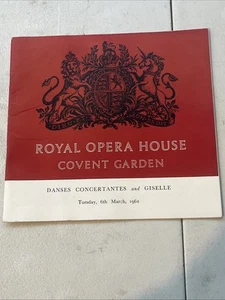 ROYAL OPERA HOUSE
COVENT GARDEN
DANSES CONCERTANTES and GISELLE
Tuesday, 6th March, 1962